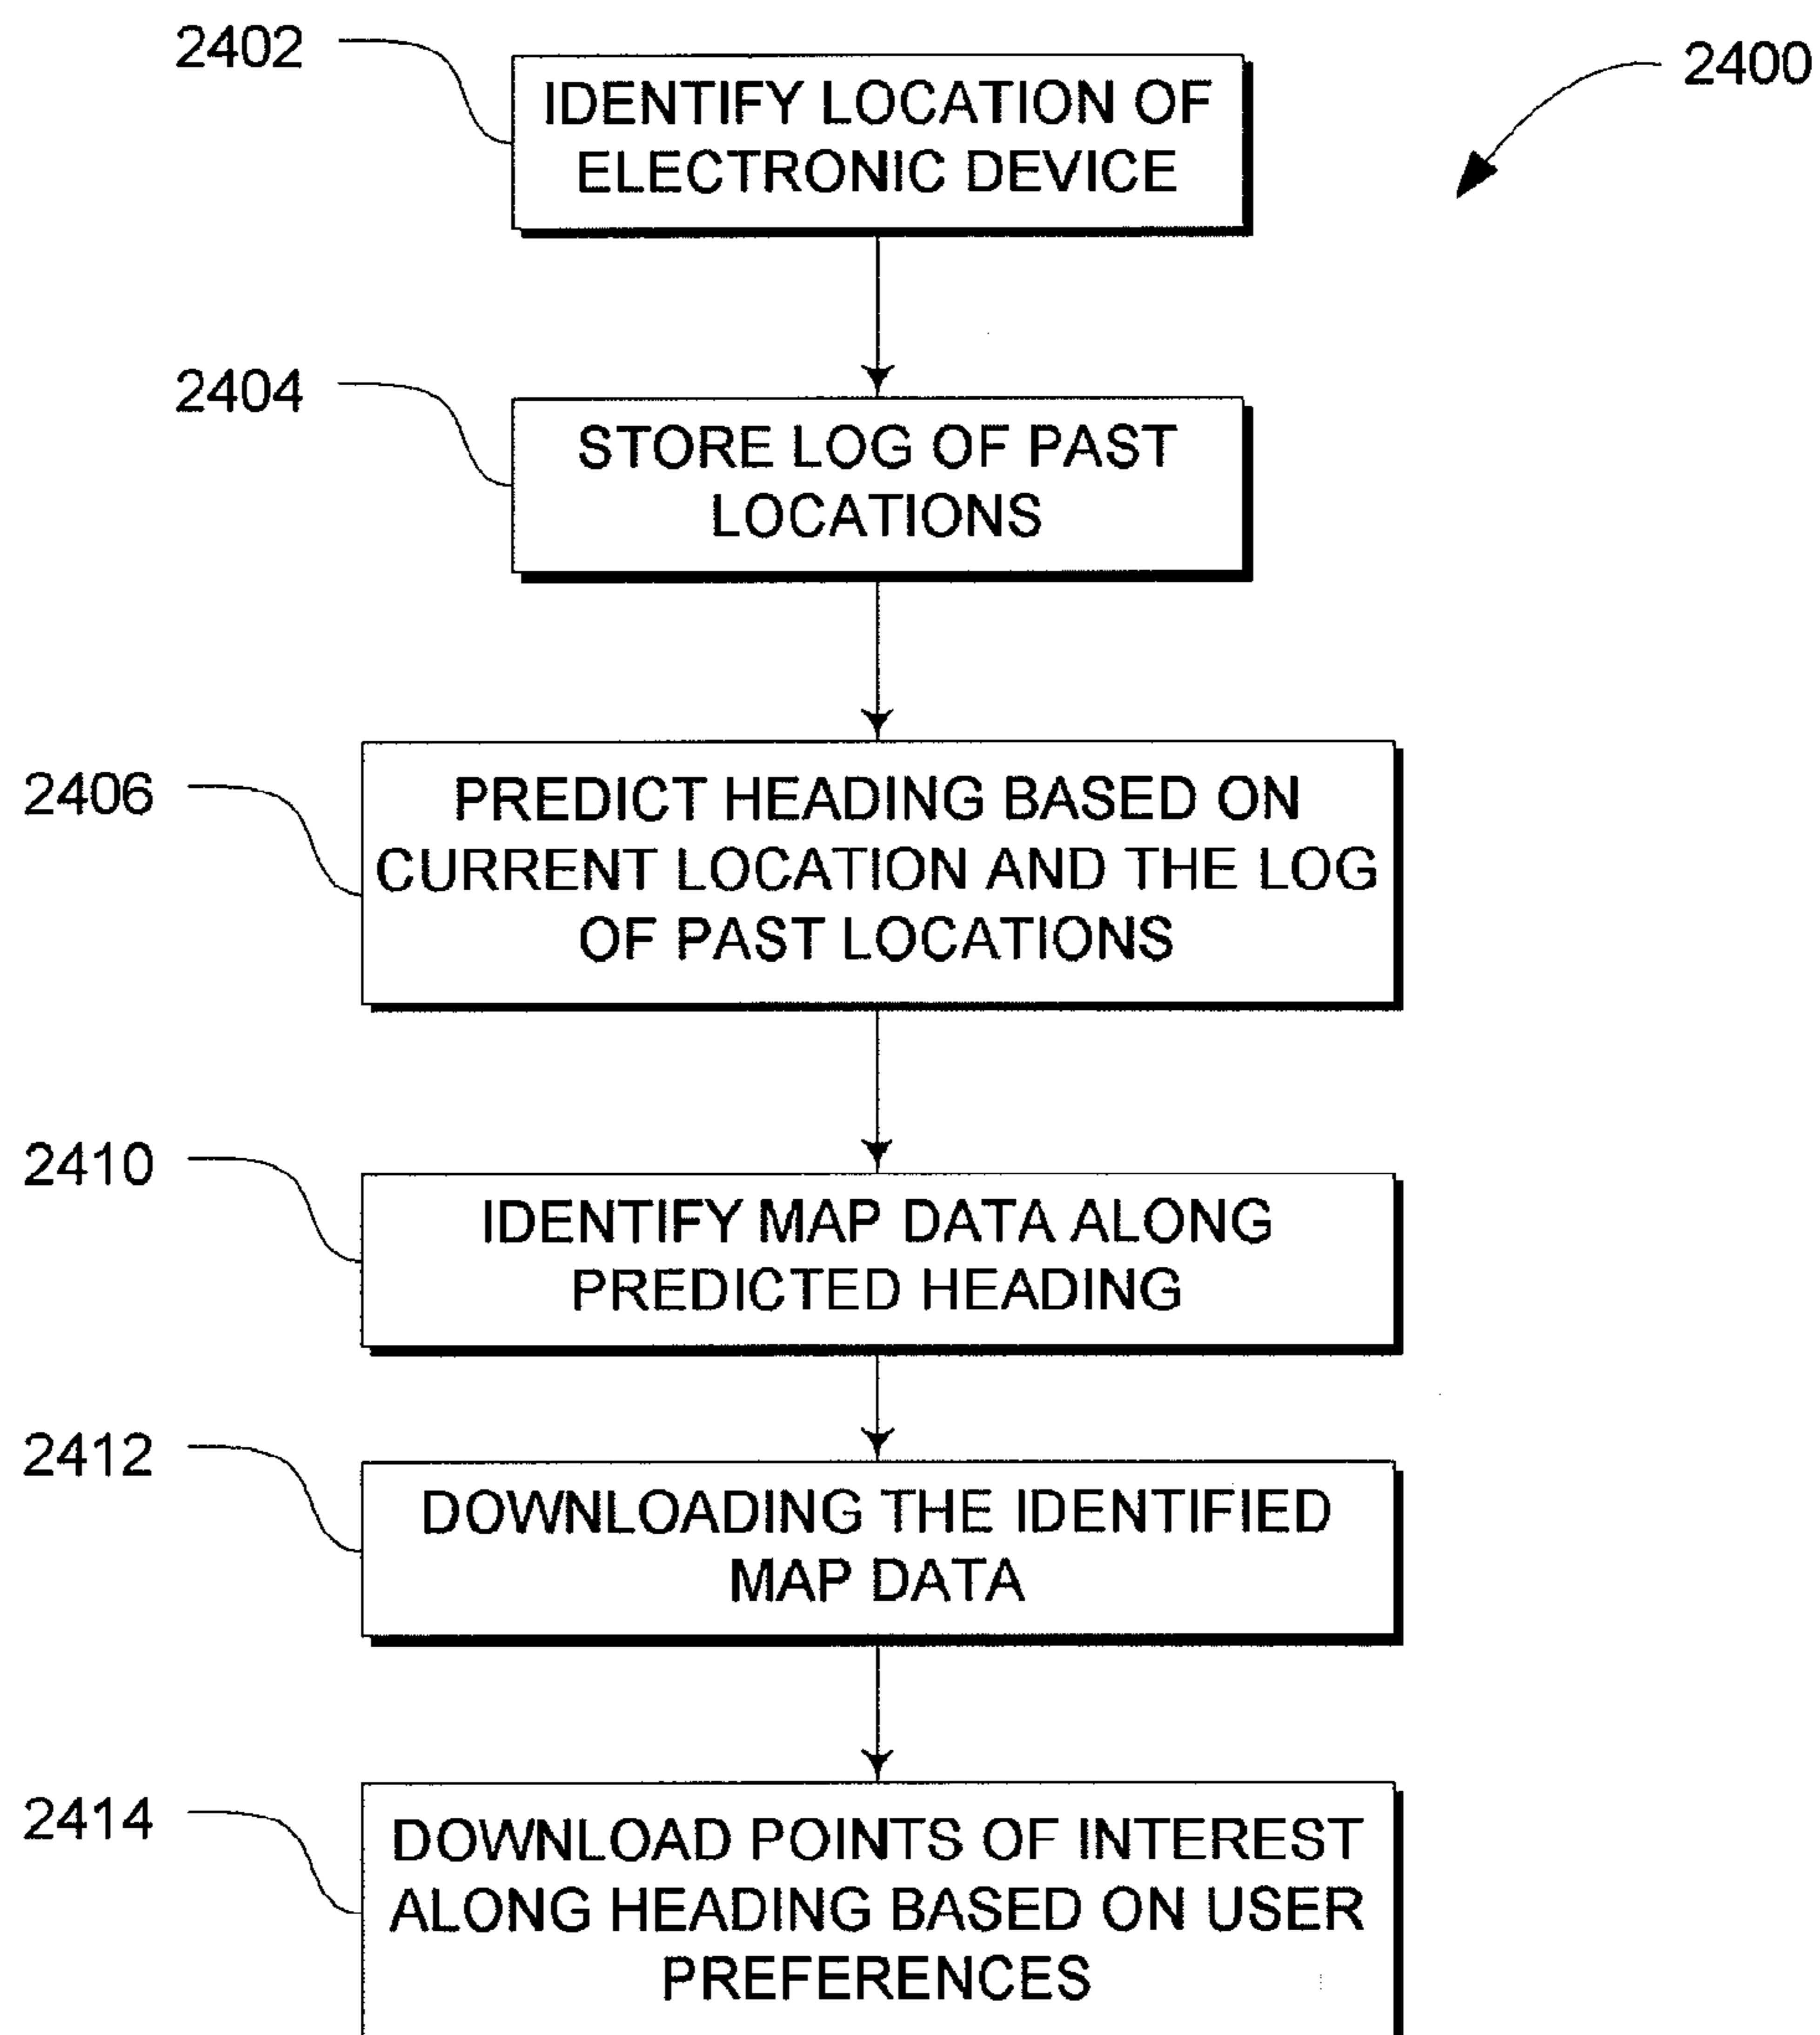 2402
2400
IDENTIFY LOCATION OF
ELECTRONIC DEVICE
2404
STORE LOG OF PAST
LOCATIONS
2406
PREDICT HEADING BASED ON
CURRENT LOCATION AND THE LOG
OF PAST LOCATIONS
2410
IDENTIFY MAP DATA ALONG
PREDICTED HEADING
2412
DOWNLOADING THE IDENTIFIED
MAP DATA
2414
DOWNLOAD POINTS OF INTEREST
ALONG HEADING BASED ON USER
PREFERENCES